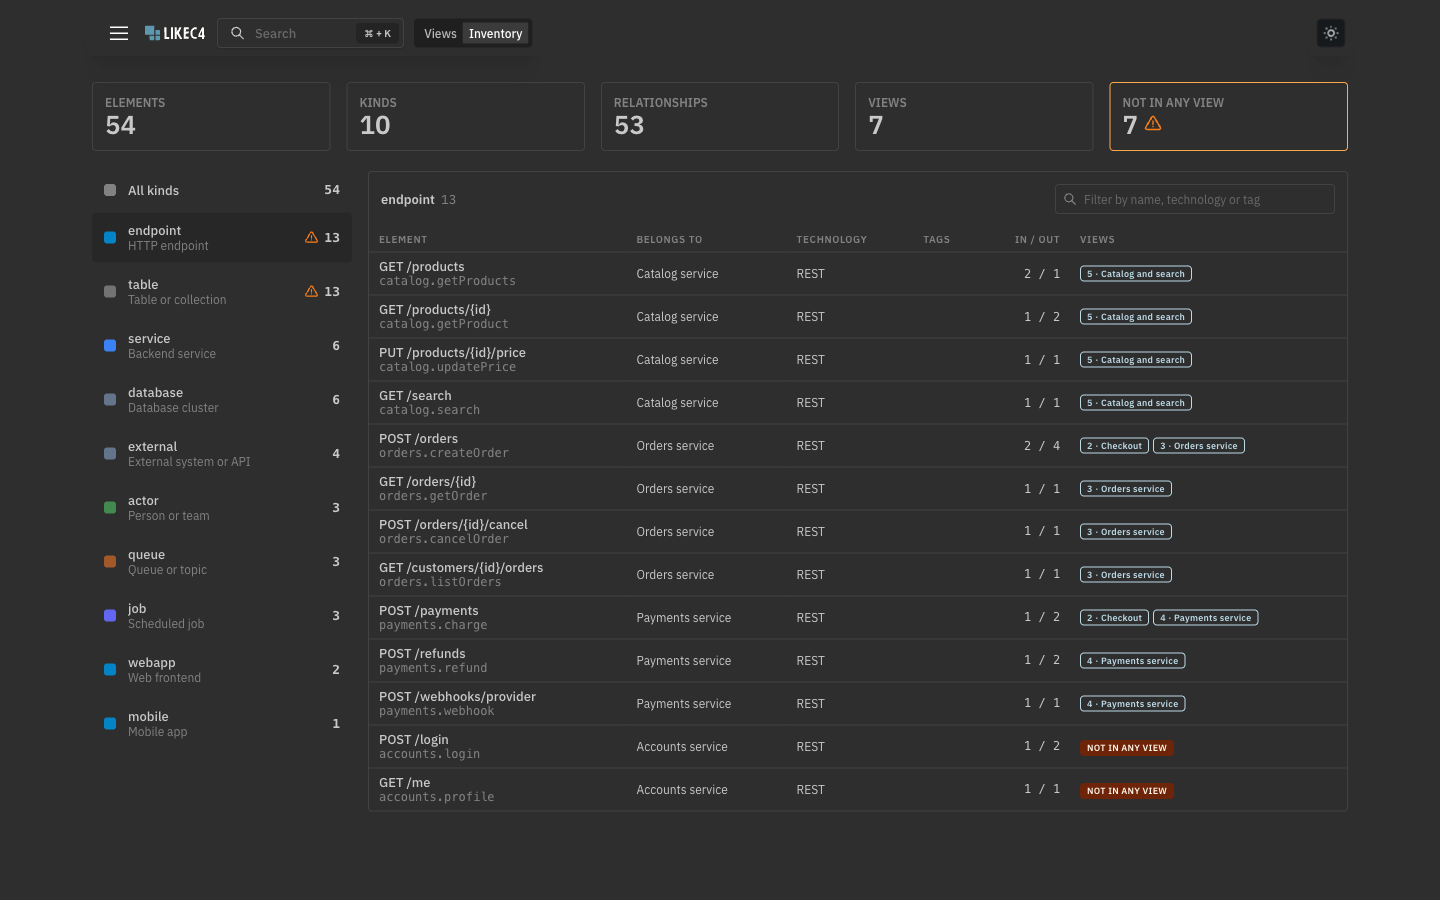 LIKEC4
Search
⌘ + K
Views
Inventory
ELEMENTS
54
KINDS
10
RELATIONSHIPS
53
VIEWS
7
NOT IN ANY VIEW
7
All kinds
54
endpoint
HTTP endpoint
13
table
Table or collection
13
service
Backend service
6
database
Database cluster
6
external
External system or API
4
actor
Person or team
3
queue
Queue or topic
3
job
Scheduled job
3
webapp
Web frontend
2
mobile
Mobile app
1
endpoint 13
Filter by name, technology or tag
ELEMENT BELONGS TO TECHNOLOGY TAGS IN / OUT VIEWS
GET /products
catalog.getProducts
Catalog service REST 2 / 1 5 · Catalog and search
GET /products/{id}
catalog.getProduct
Catalog service REST 1 / 2 5 · Catalog and search
PUT /products/{id}/price
catalog.updatePrice
Catalog service REST 1 / 1 5 · Catalog and search
GET /search
catalog.search
Catalog service REST 1 / 1 5 · Catalog and search
POST /orders
orders.createOrder
Orders service REST 2 / 4 2 · Checkout 3 · Orders service
GET /orders/{id}
orders.getOrder
Orders service REST 1 / 1 3 · Orders service
POST /orders/{id}/cancel
orders.cancelOrder
Orders service REST 1 / 1 3 · Orders service
GET /customers/{id}/orders
orders.listOrders
Orders service REST 1 / 1 3 · Orders service
POST /payments
payments.charge
Payments service REST 1 / 2 2 · Checkout 4 · Payments service
POST /refunds
payments.refund
Payments service REST 1 / 2 4 · Payments service
POST /webhooks/provider
payments.webhook
Payments service REST 1 / 1 4 · Payments service
POST /login
accounts.login
Accounts service REST 1 / 2 NOT IN ANY VIEW
GET /me
accounts.profile
Accounts service REST 1 / 1 NOT IN ANY VIEW